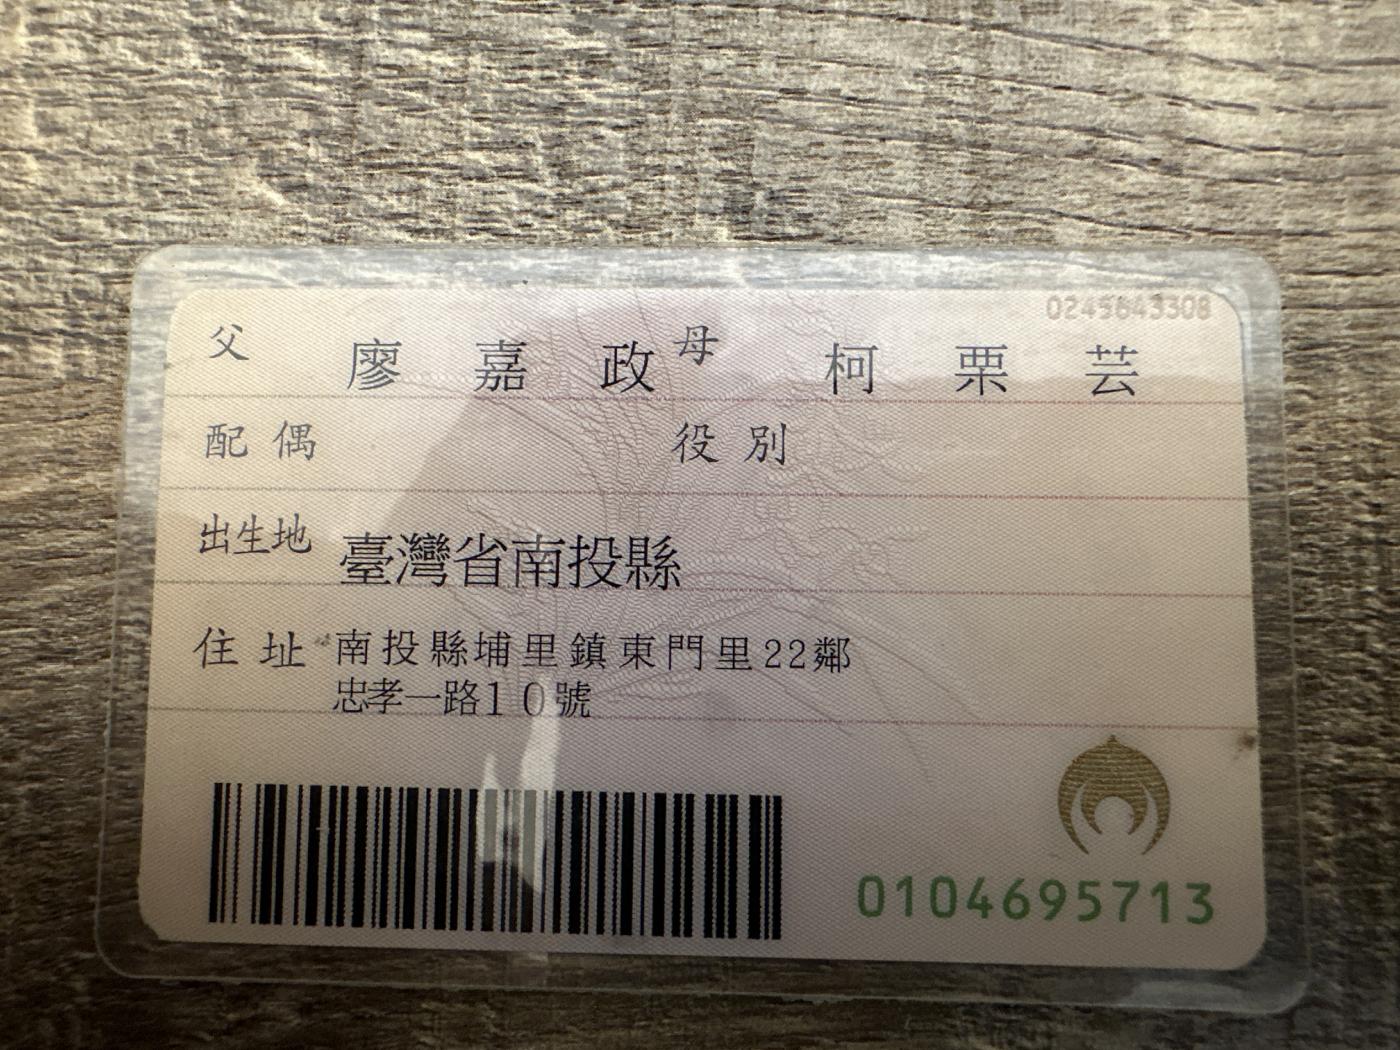 0245843308
父 廖嘉政 母 柯栗芸
配偶 役別
出生地 臺灣省南投縣
住址 南投縣埔里鎮東門里22鄰
忠孝一路10號
0104695713